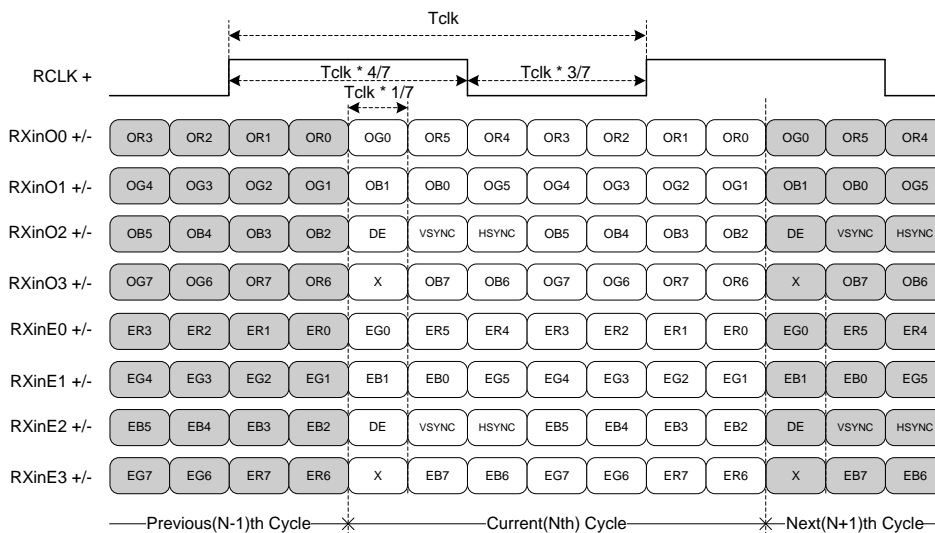 Tclk
RCLK +
Tclk * 4/7
Tclk * 3/7
Tclk * 1/7
RXinO0 +/- OR3 OR2 OR1 OR0 OG0 OR5 OR4 OR3 OR2 OR1 OR0 OG0 OR5 OR4
RXinO1 +/- OG4 OG3 OG2 OG1 OB1 OB0 OG5 OG4 OG3 OG2 OG1 OB1 OB0 OG5
RXinO2 +/- OB5 OB4 OB3 OB2 DE VSYNC HSYNC OB5 OB4 OB3 OB2 DE VSYNC HSYNC
RXinO3 +/- OG7 OG6 OR7 OR6 X OB7 OB6 OG7 OG6 OR7 OR6 X OB7 OB6
RXinE0 +/- ER3 ER2 ER1 ER0 EG0 ER5 ER4 ER3 ER2 ER1 ER0 EG0 ER5 ER4
RXinE1 +/- EG4 EG3 EG2 EG1 EB1 EB0 EG5 EG4 EG3 EG2 EG1 EB1 EB0 EG5
RXinE2 +/- EB5 EB4 EB3 EB2 DE VSYNC HSYNC EB5 EB4 EB3 EB2 DE VSYNC HSYNC
RXinE3 +/- EG7 EG6 ER7 ER6 X EB7 EB6 EG7 EG6 ER7 ER6 X EB7 EB6
Previous(N-1)th Cycle Current(Nth) Cycle Next(N+1)th Cycle